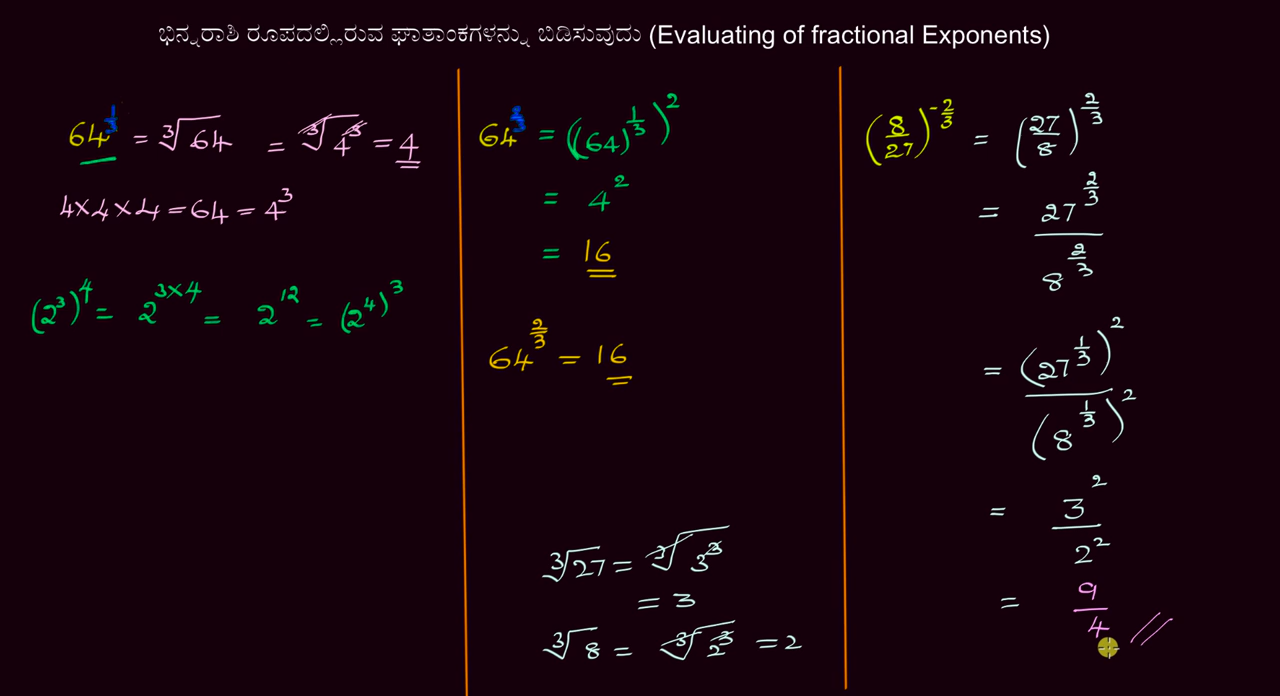 ಭಿನ್ನರಾಶಿ ರೂಪದಲ್ಲಿರುವ ಘಾತಾಂಕಗಳನ್ನು ಬಿಡಿಸುವುದು (Evaluating of fractional Exponents)
64^(1/3) = ∛64 = ∛4³ = 4
4×4×4 = 64 = 4³
(2³)⁴ = 2^(3×4) = 2¹² = (2⁴)³
64^(2/3) = ((64)^(1/3))²
= 4²
= 16
64^(2/3) = 16
∛27 = ∛3³
= 3
∛8 = ∛2³ = 2
(8/27)^(-2/3) = (27/8)^(2/3)
= 27^(2/3) / 8^(2/3)
= (27^(1/3))² / (8^(1/3))²
= 3² / 2²
= 9/4 //